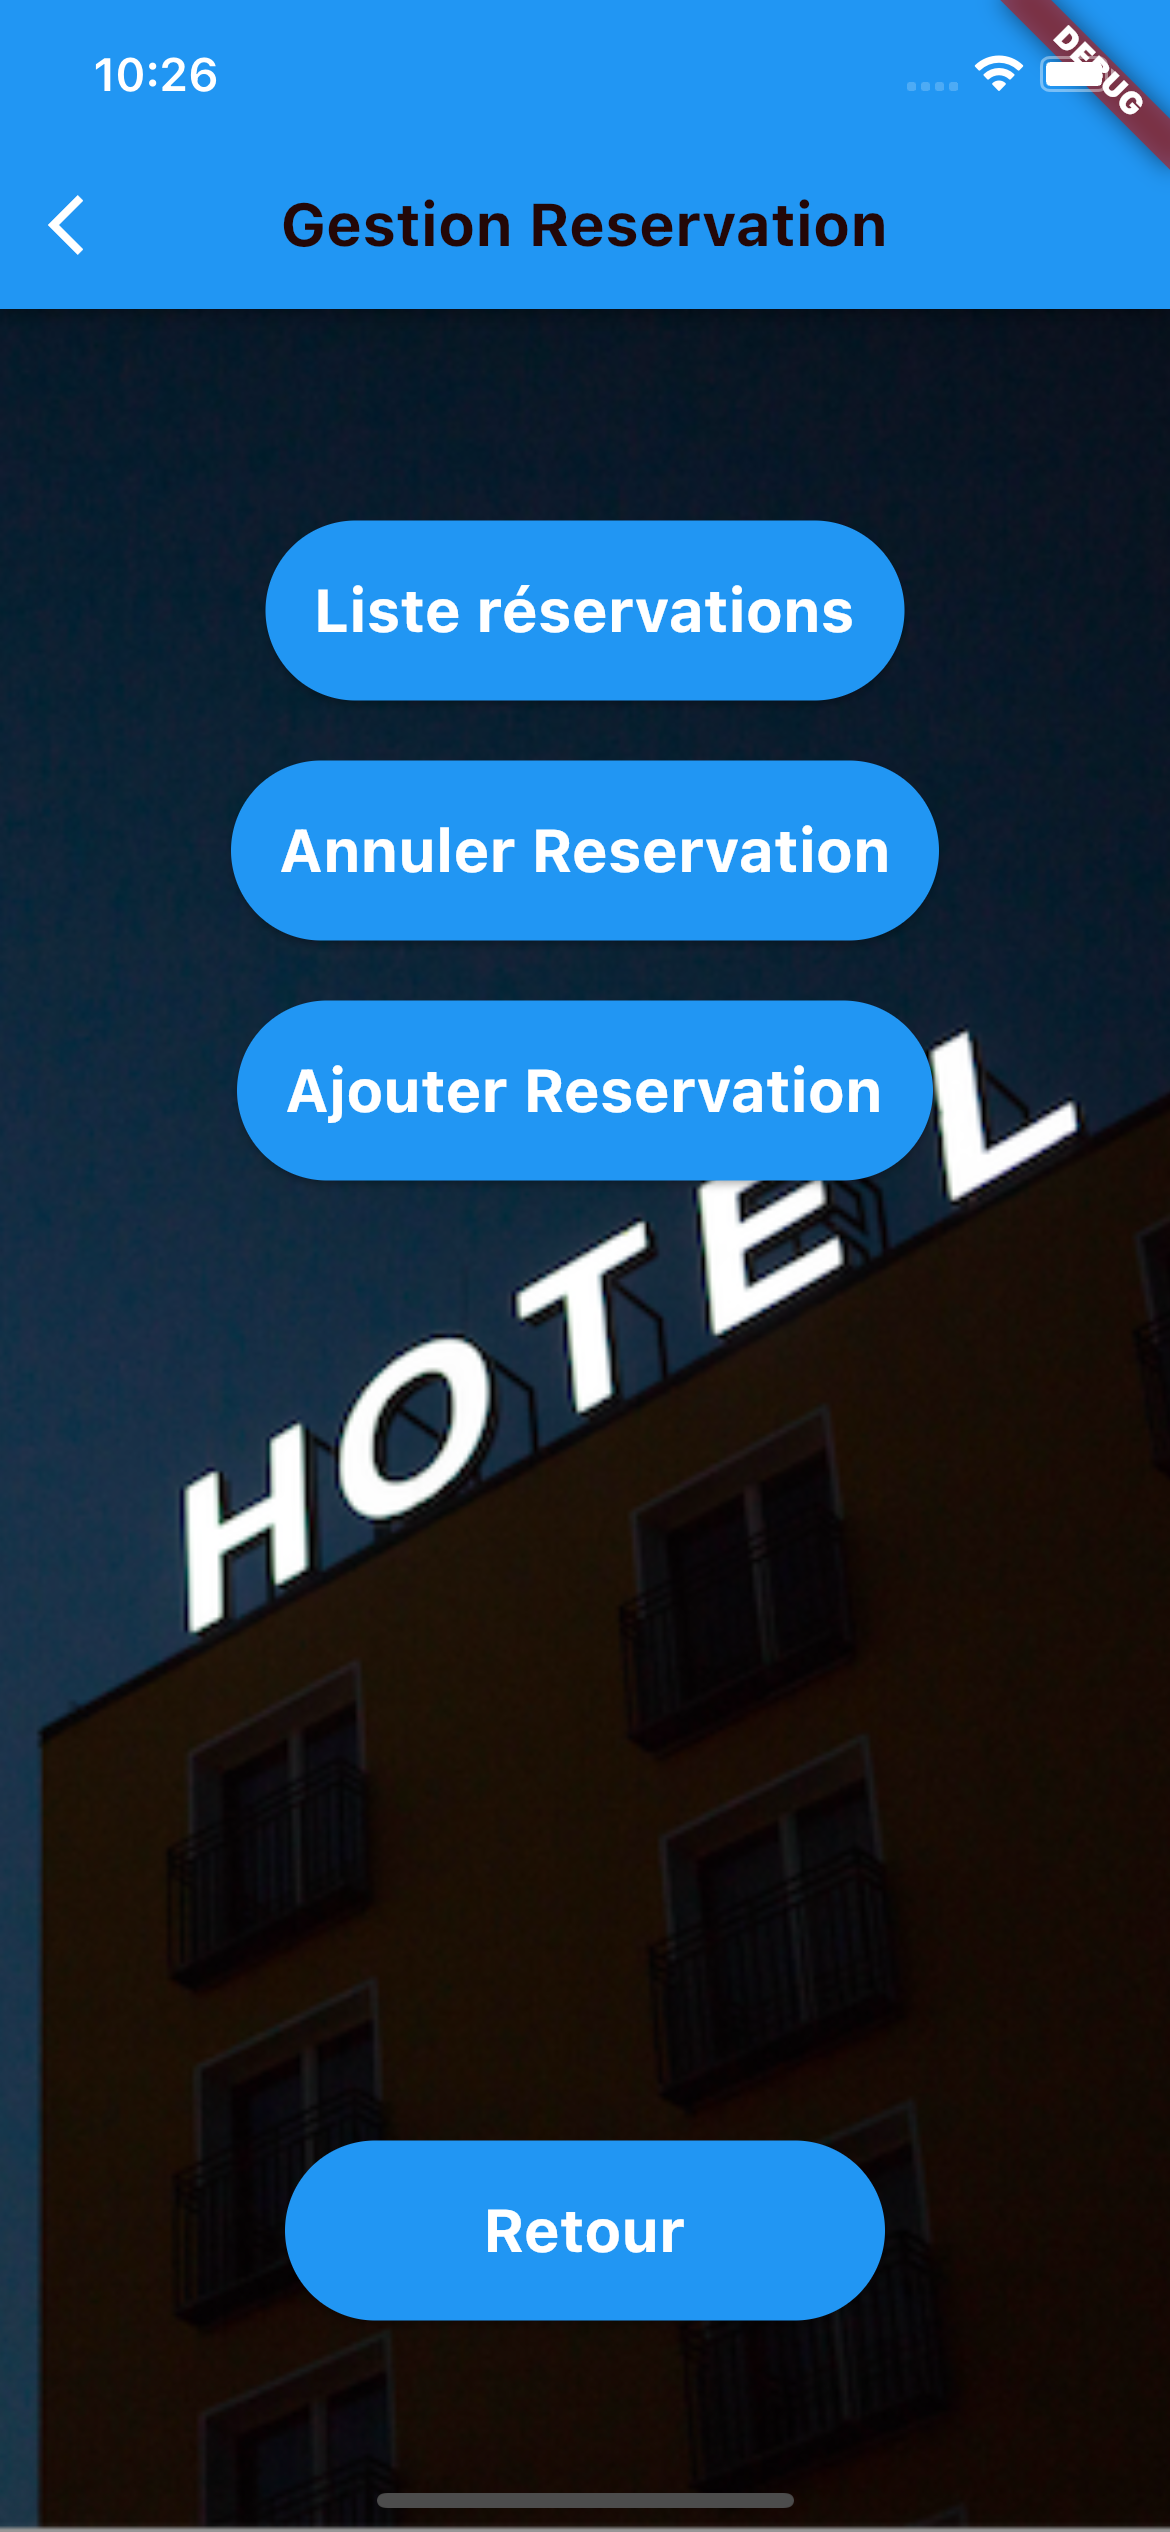 10:26
DEBUG
Gestion Reservation
Liste réservations
Annuler Reservation
Ajouter Reservation
HOTEL
Retour